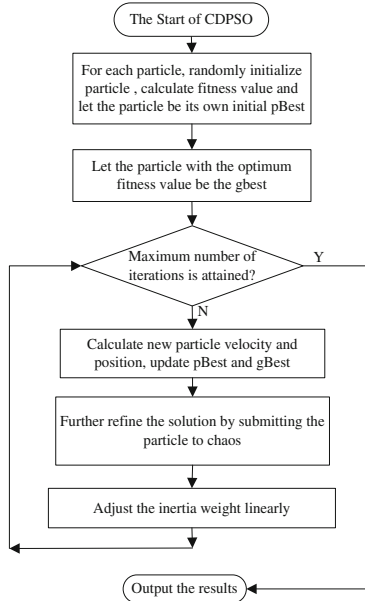 The Start of CDPSO
For each particle, randomly initialize
particle , calculate fitness value and
let the particle be its own initial pBest
Let the particle with the optimum
fitness value be the gbest
Maximum number of
iterations is attained?
Y
N
Calculate new particle velocity and
position, update pBest and gBest
Further refine the solution by submitting the
particle to chaos
Adjust the inertia weight linearly
Output the results